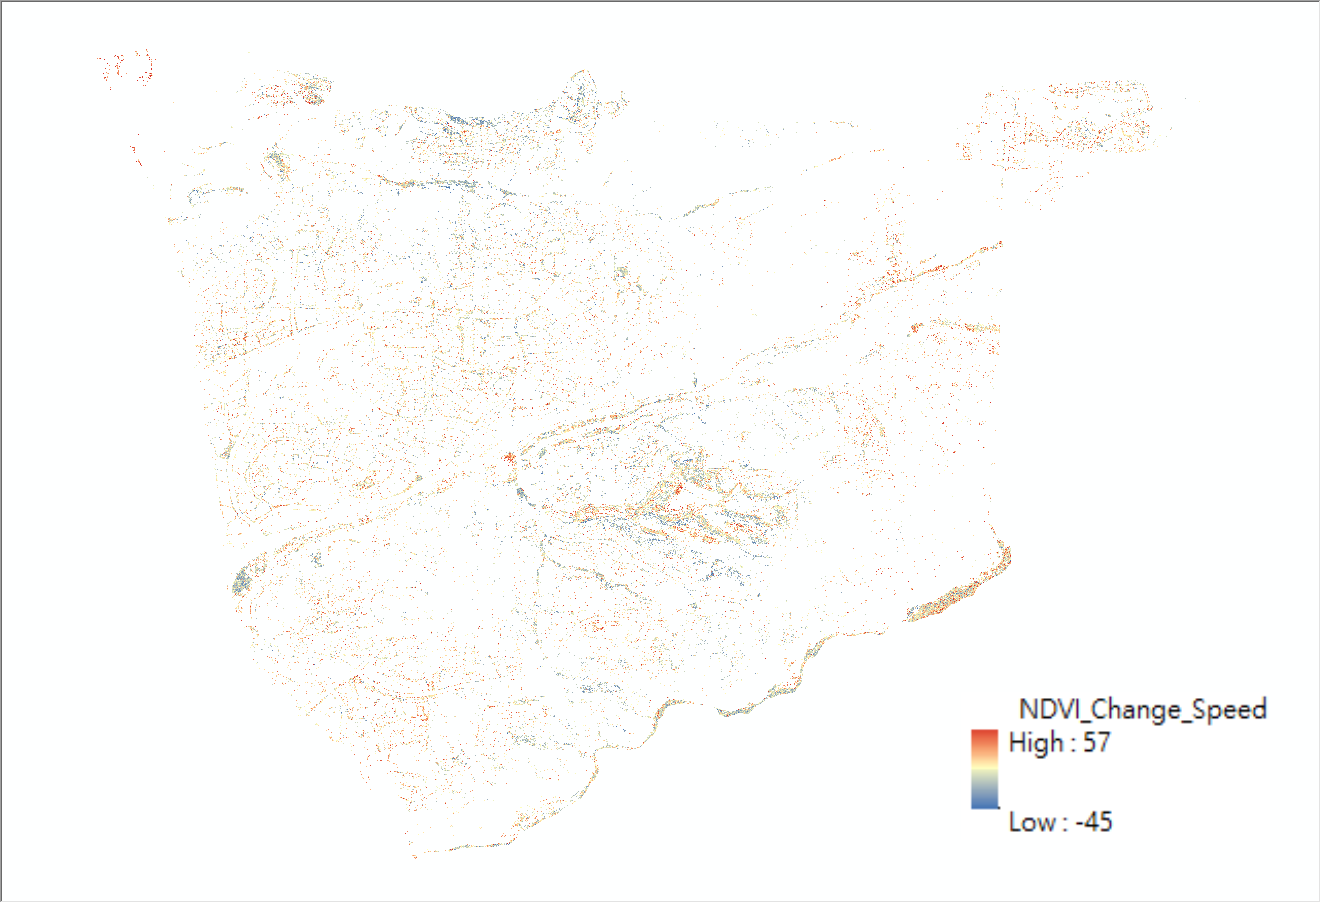 NDVI_Change_Speed
High : 57
Low : -45